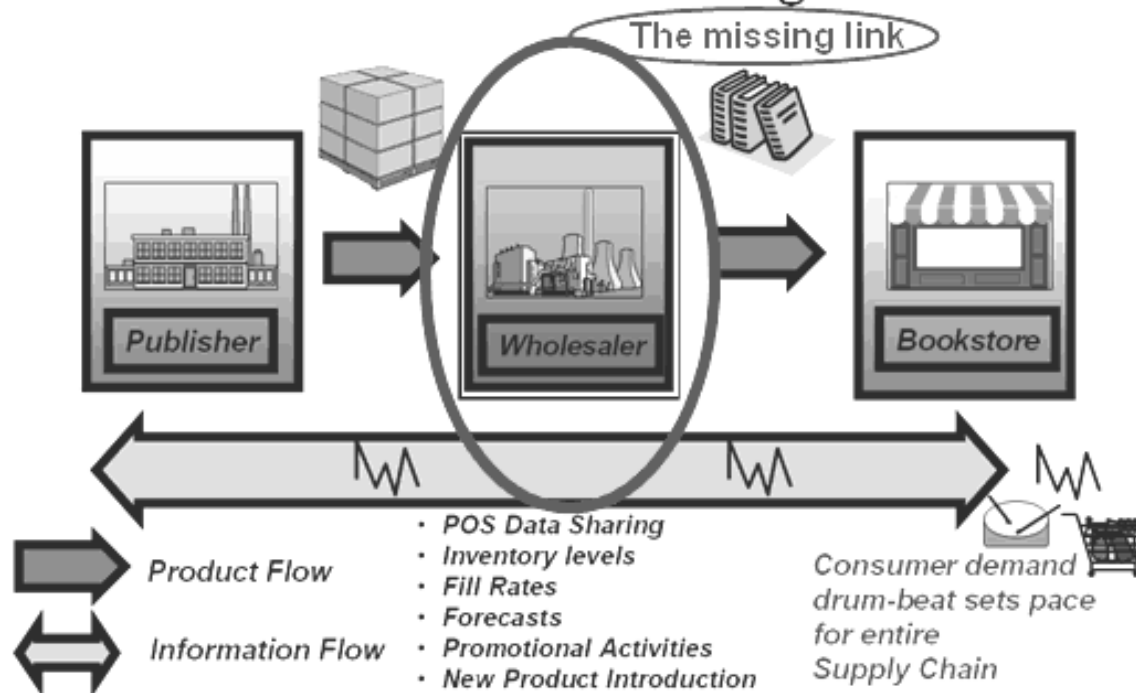 The missing link
Publisher
Wholesaler
Bookstore
Product Flow
Information Flow
• POS Data Sharing
• Inventory levels
• Fill Rates
• Forecasts
• Promotional Activities
• New Product Introduction
Consumer demand
drum-beat sets pace
for entire
Supply Chain